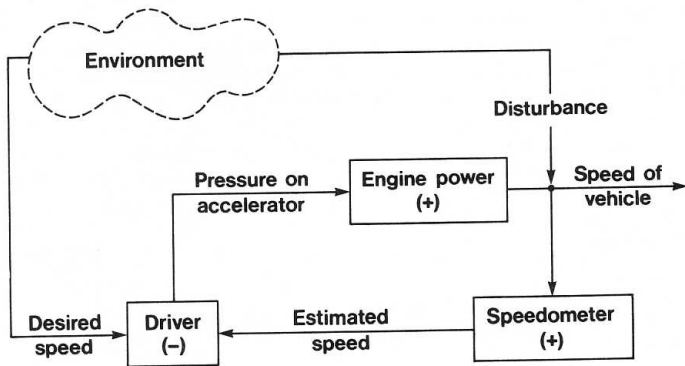 Environment
Disturbance
Pressure on
accelerator
Engine power
(+)
Speed of
vehicle
Desired
speed
Driver
(–)
Estimated
speed
Speedometer
(+)